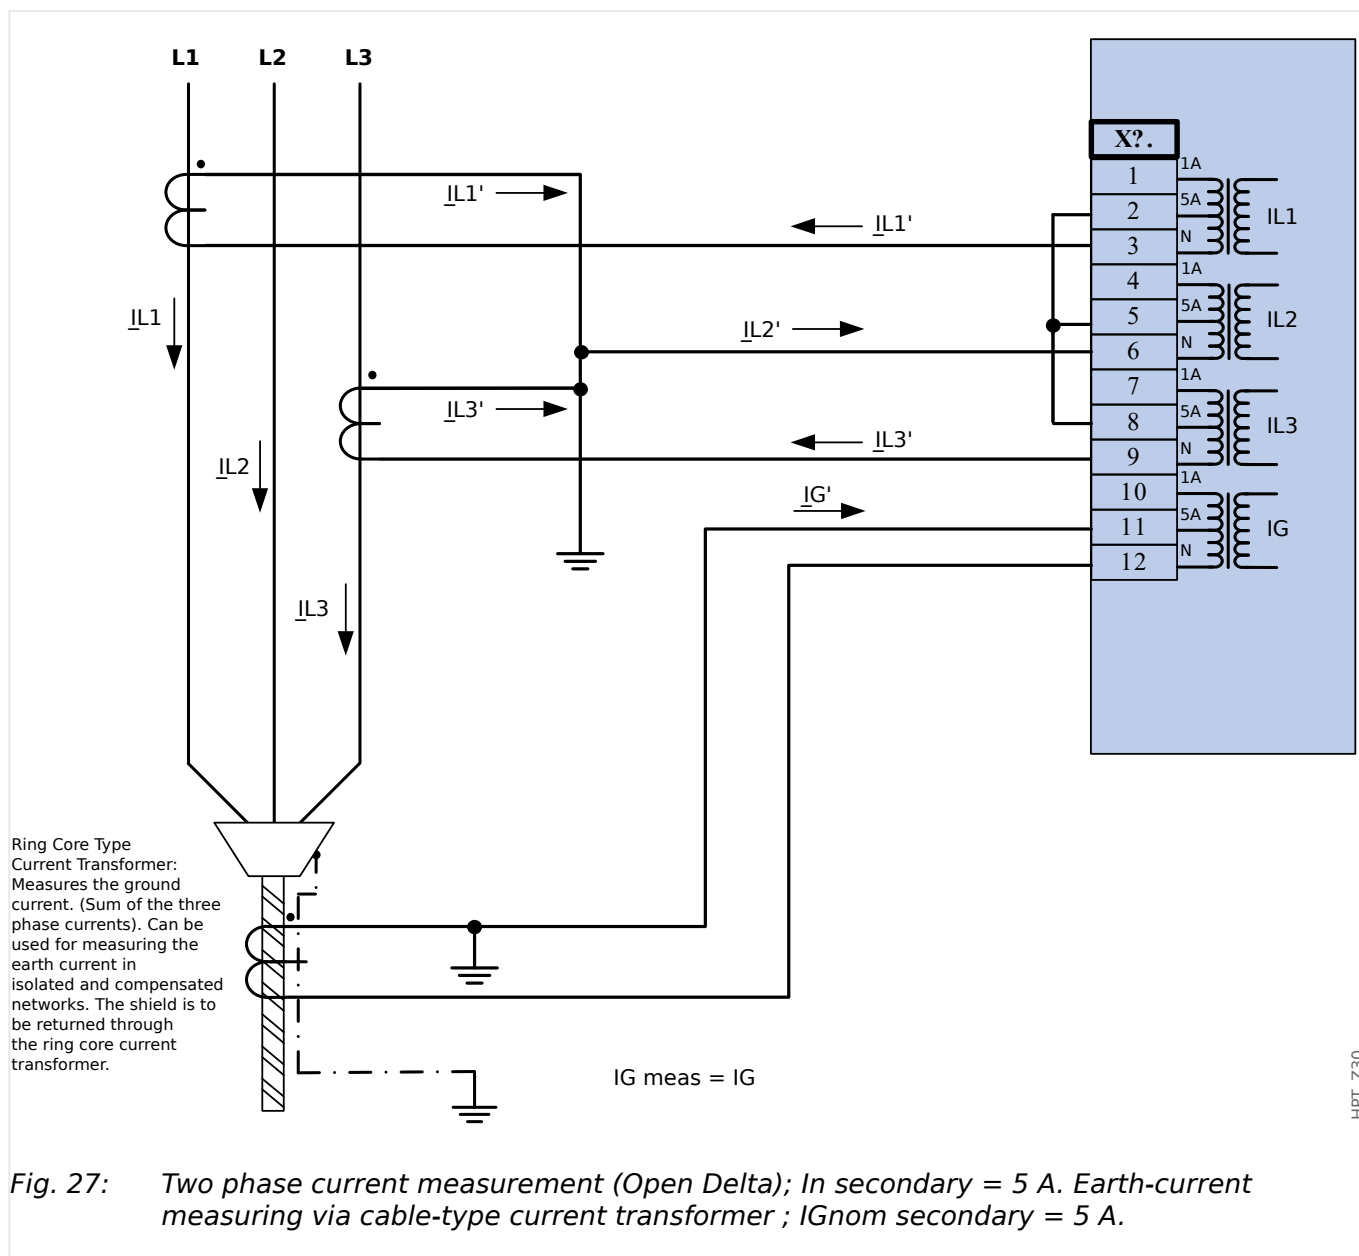 L1 L2 L3
X?.
1
2
3
4
5
6
7
8
9
10
11
12
1A
5A
N
IL1
1A
5A
N
IL2
1A
5A
N
IL3
1A
5A
N
IG
IL1'
IL1'
IL1
IL2'
IL3'
IL3'
IL2
IG'
IL3
Ring Core Type
Current Transformer:
Measures the ground
current. (Sum of the three
phase currents). Can be
used for measuring the
earth current in
isolated and compensated
networks. The shield is to
be returned through
the ring core current
transformer.
IG meas = IG
Fig. 27: Two phase current measurement (Open Delta); In secondary = 5 A. Earth-current
measuring via cable-type current transformer ; IGnom secondary = 5 A.